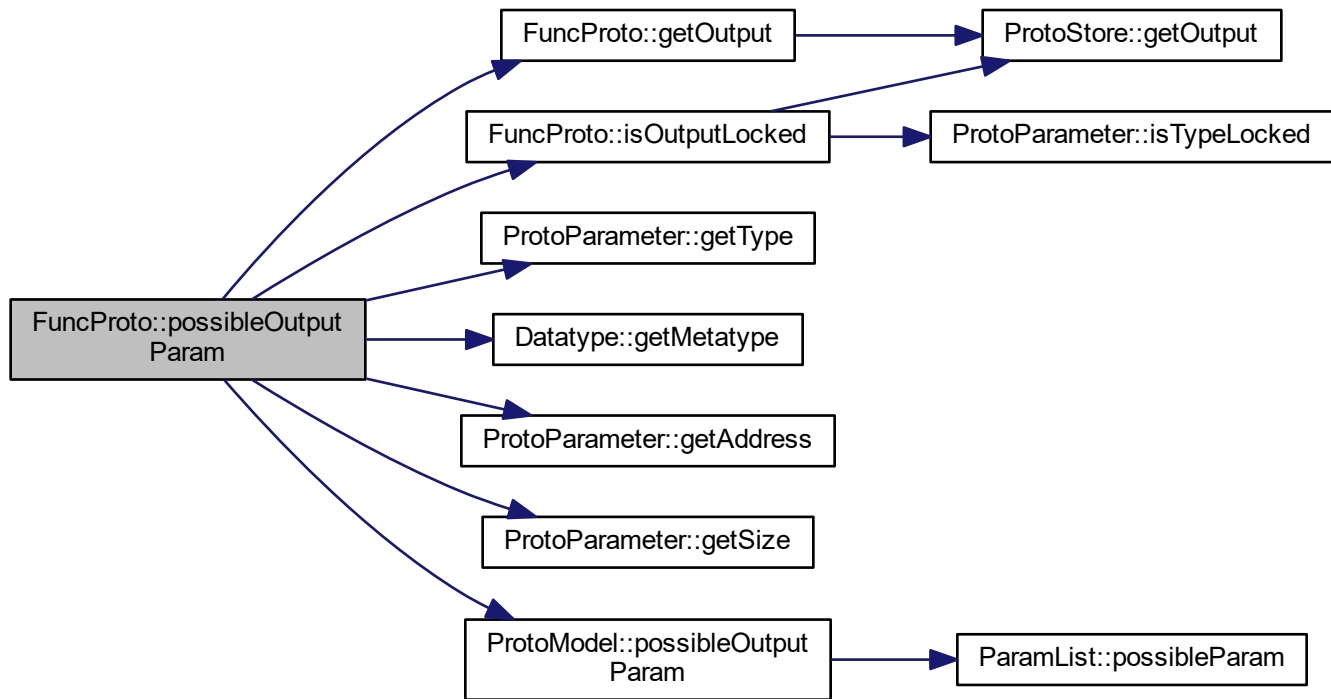 FuncProto::getOutput
ProtoStore::getOutput
FuncProto::isOutputLocked
ProtoParameter::isTypeLocked
ProtoParameter::getType
FuncProto::possibleOutput
Param
Datatype::getMetatype
ProtoParameter::getAddress
ProtoParameter::getSize
ProtoModel::possibleOutput
Param
ParamList::possibleParam